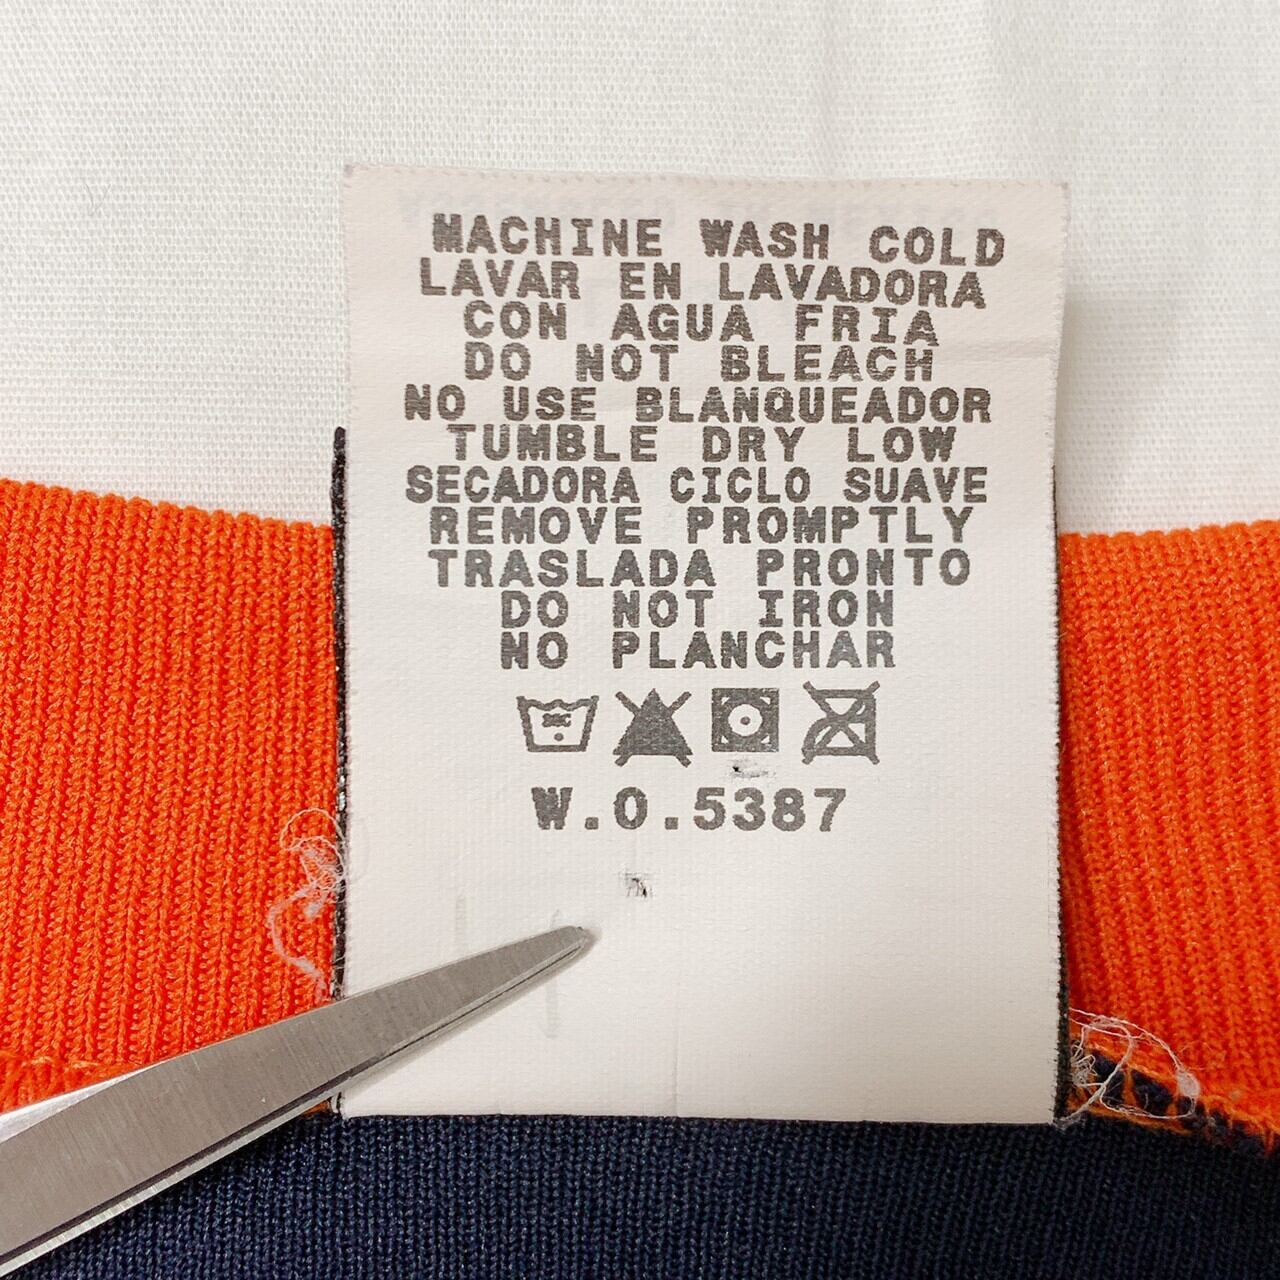 MACHINE WASH COLD
LAVAR EN LAVADORA
CON AGUA FRIA
DO NOT BLEACH
NO USE BLANQUEADOR
TUMBLE DRY LOW
SECADORA CICLO SUAVE
REMOVE PROMPTLY
TRASLADA PRONTO
DO NOT IRON
NO PLANCHAR
W.O.5387